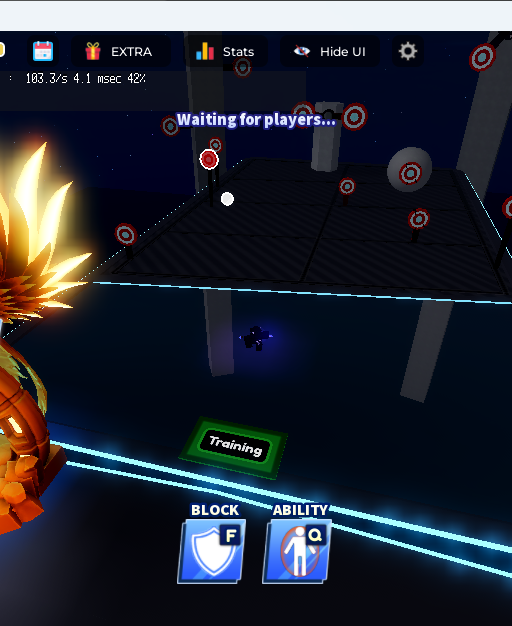 EXTRA
Stats
Hide UI
: 103.3/s 4.1 msec 42%
Waiting for players...
Training
BLOCK
ABILITY
F
Q